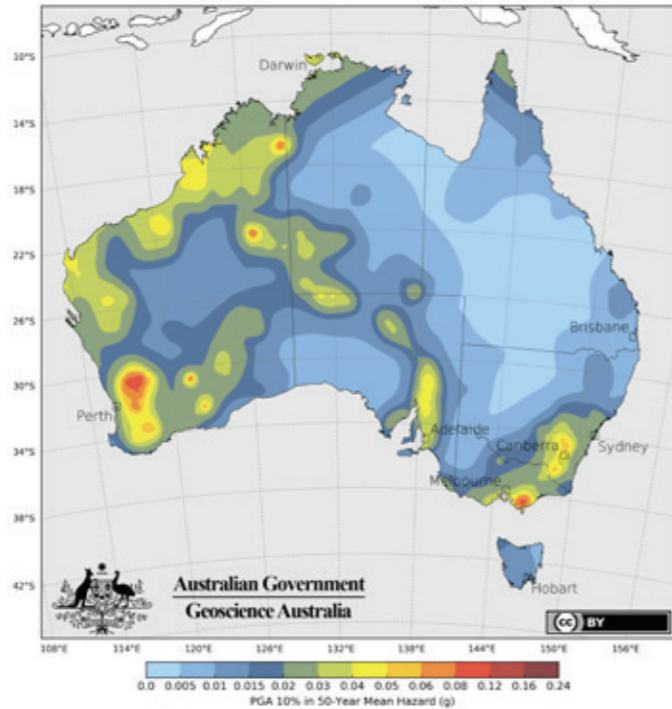 10°S
Darwin
14°S
18°S
22°S
26°S
Brisbane
30°S
Perth
Adelaide
Canberra
Sydney
34°S
Melbourne
38°S
Australian Government
Geoscience Australia
Hobart
42°S
cc BY
108°E 114°E 120°E 126°E 132°E 138°E 144°E 150°E 156°E
0.0 0.005 0.01 0.015 0.02 0.03 0.04 0.05 0.06 0.08 0.12 0.16 0.24
PGA 10% in 50-Year Mean Hazard (g)